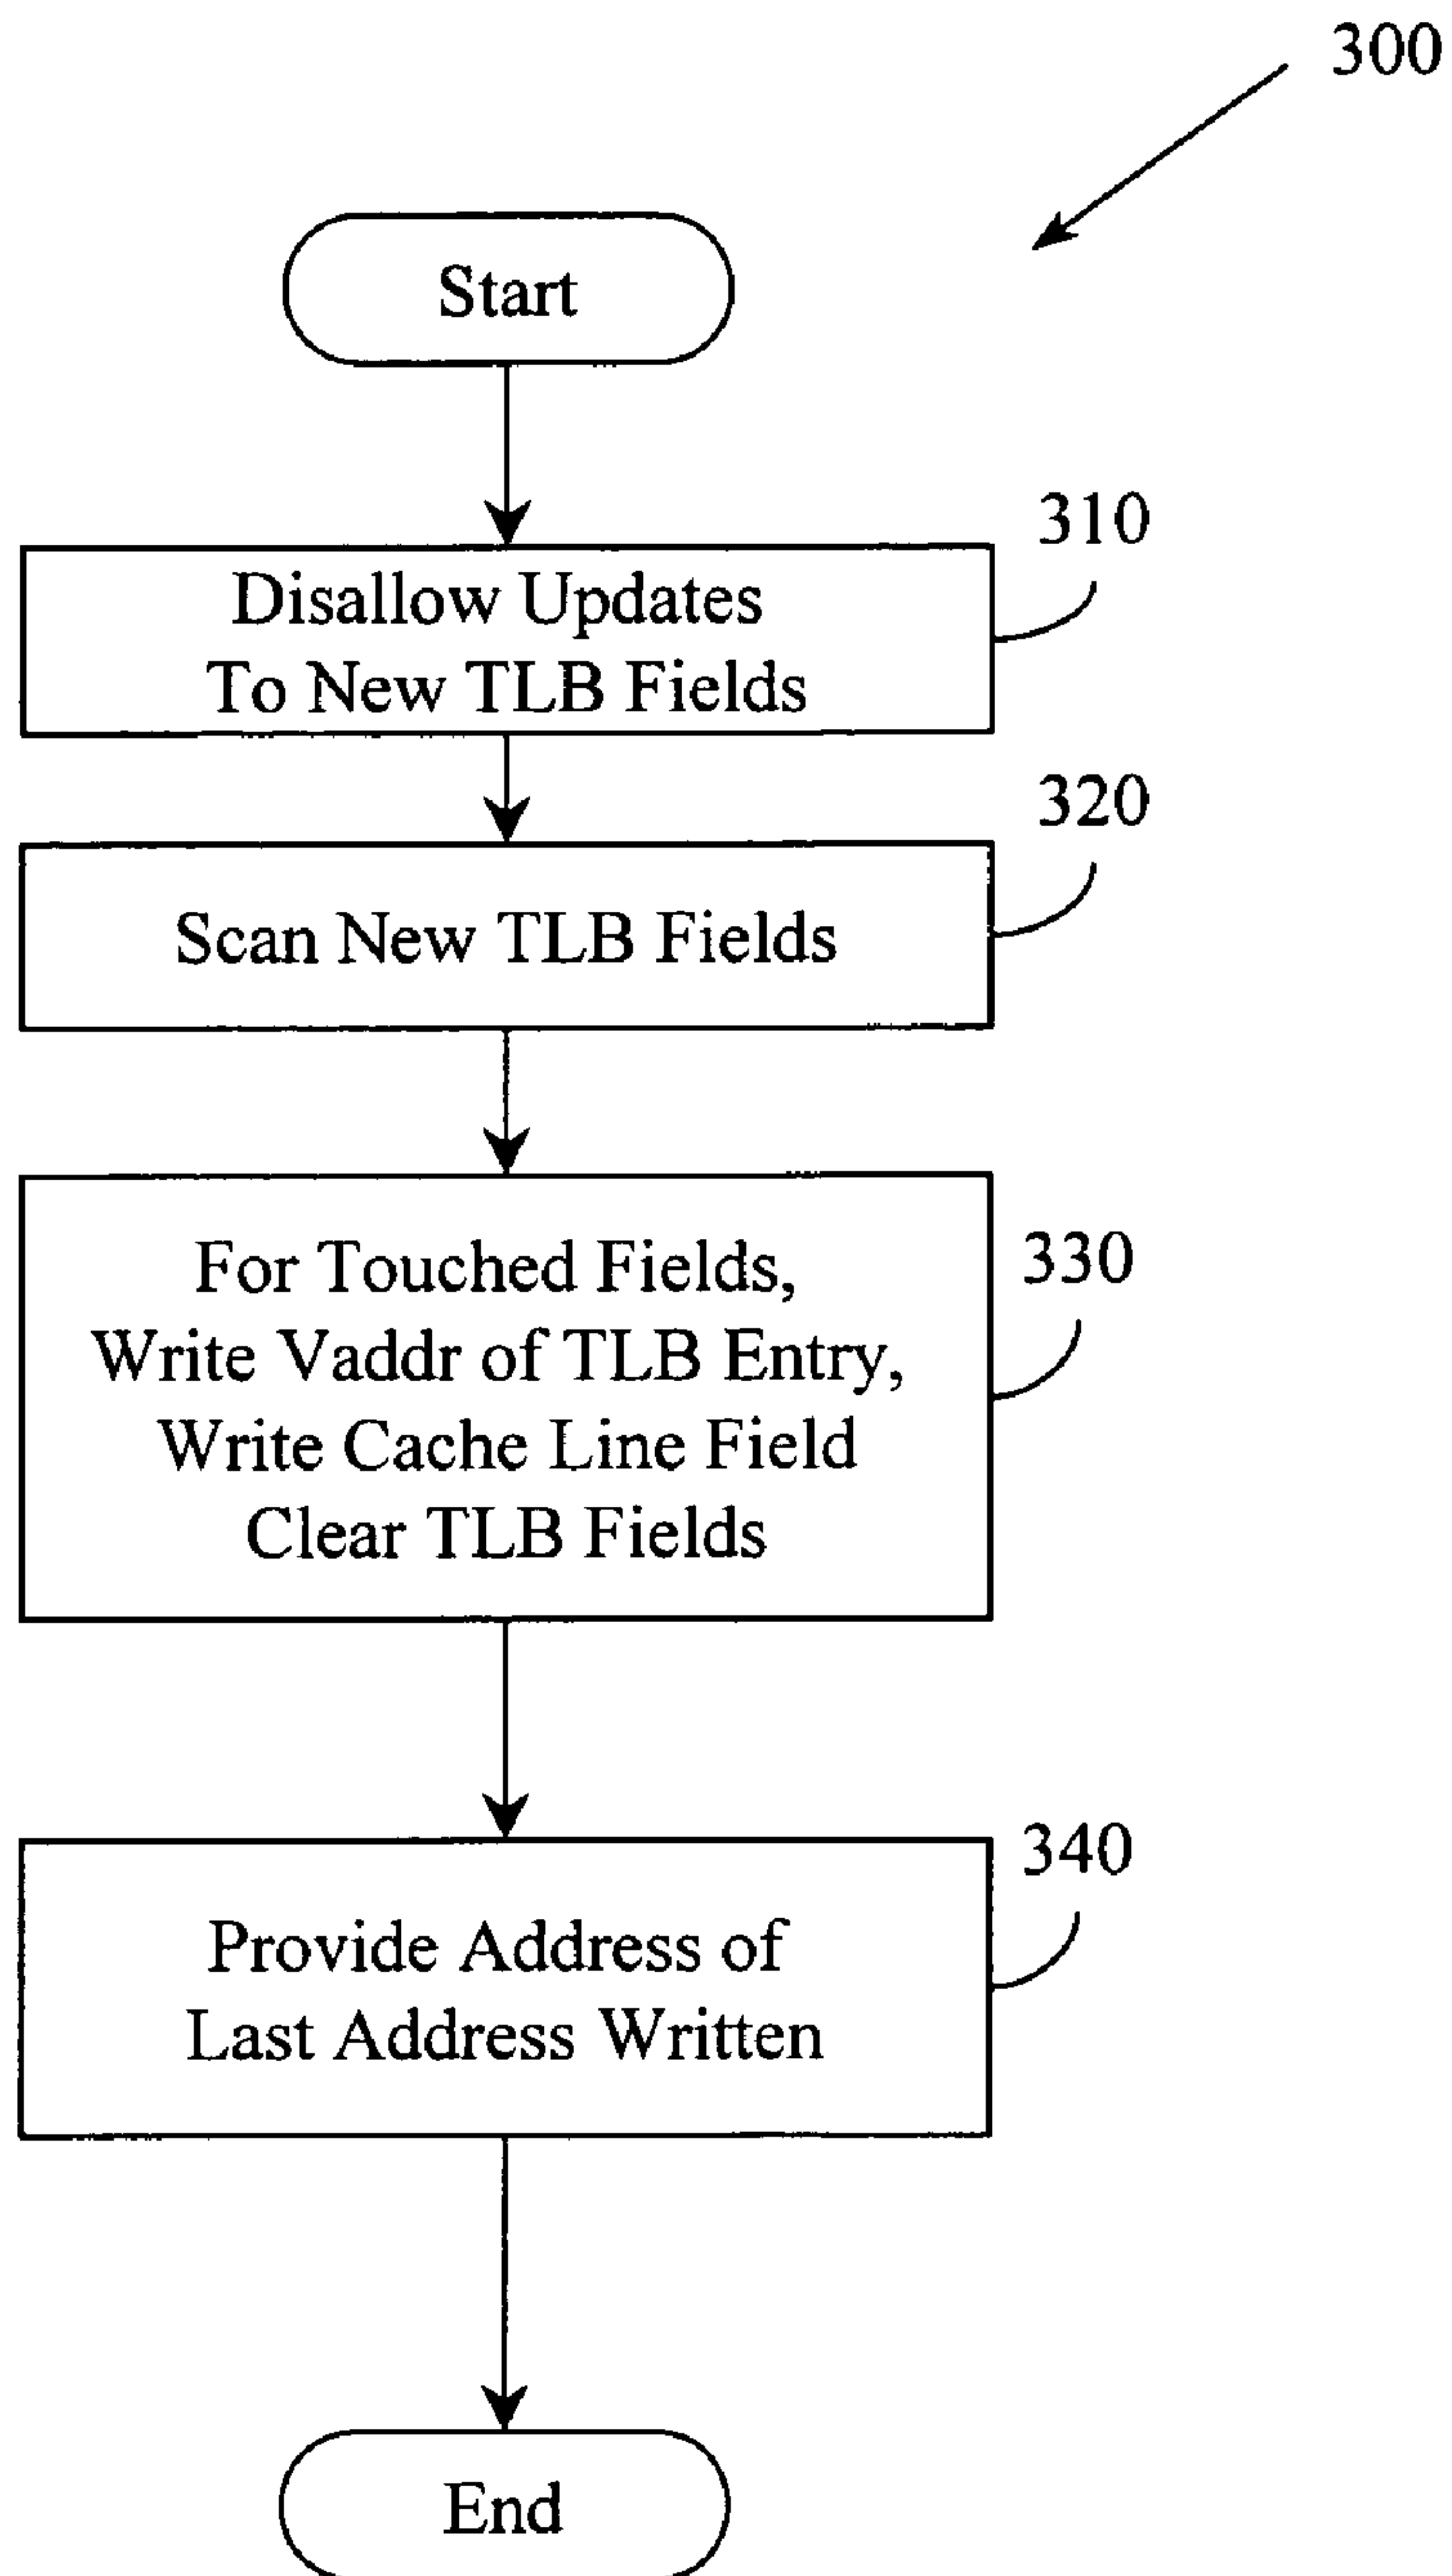 300
Start
310
Disallow Updates
To New TLB Fields
320
Scan New TLB Fields
330
For Touched Fields,
Write Vaddr of TLB Entry,
Write Cache Line Field
Clear TLB Fields
340
Provide Address of
Last Address Written
End